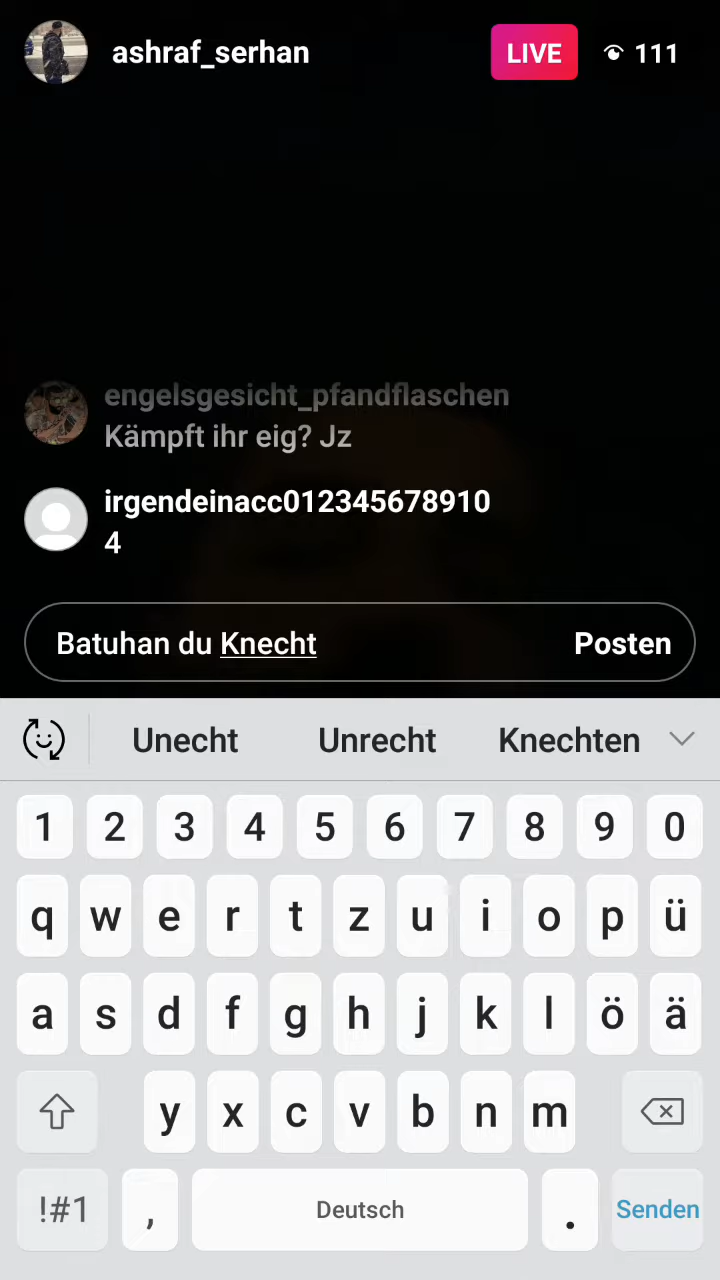 ashraf_serhan LIVE 111
engelsgesicht_pfandflaschen
Kämpft ihr eig? Jz
irgendeinacc012345678910
4
Batuhan du Knecht Posten
Unecht Unrecht Knechten
1 2 3 4 5 6 7 8 9 0
q w e r t z u i o p ü
a s d f g h j k l ö ä
y x c v b n m
!#1 , Deutsch . Senden